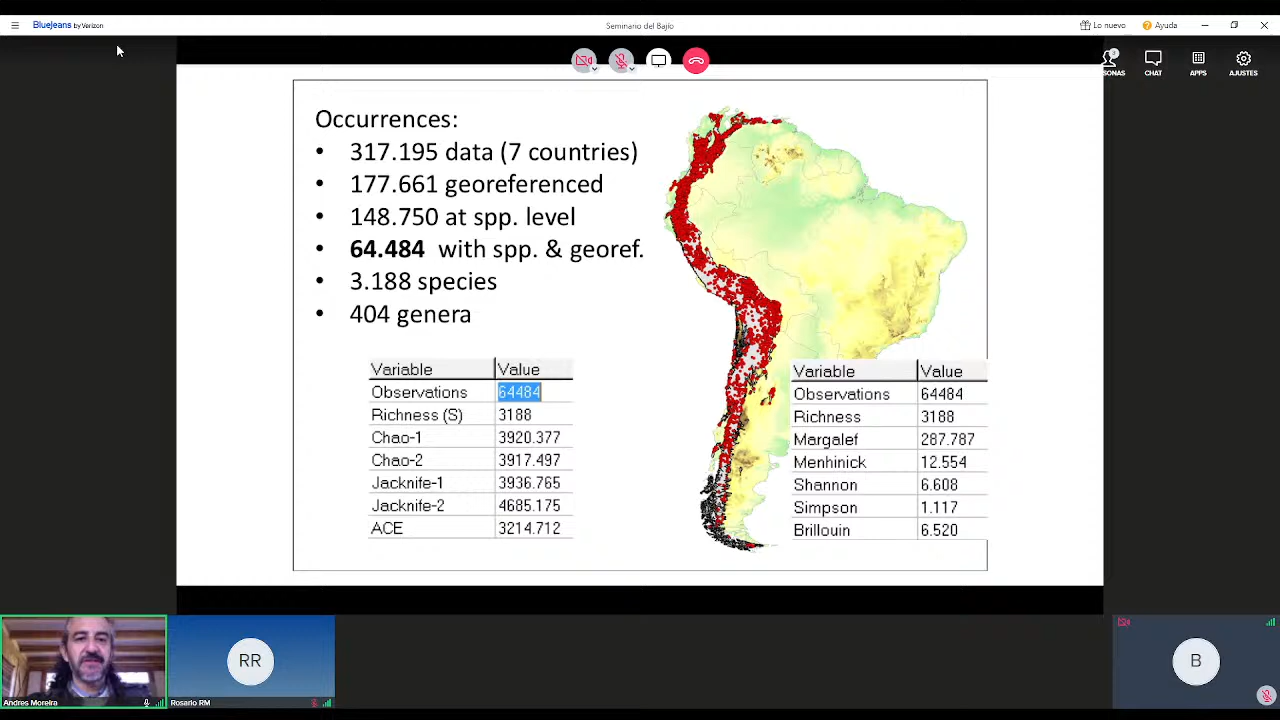 BlueJeans by Verizon
Seminario del Bajío
Lo nuevo
Ayuda
SONAS
CHAT
APPS
AJUSTES
Occurrences:
• 317.195 data (7 countries)
• 177.661 georeferenced
• 148.750 at spp. level
• 64.484 with spp. & georef.
• 3.188 species
• 404 genera
Variable Value
Observations 64484
Richness (S) 3188
Chao-1 3920.377
Chao-2 3917.497
Jacknife-1 3936.765
Jacknife-2 4685.175
ACE 3214.712
Variable Value
Observations 64484
Richness 3188
Margalef 287.787
Menhinick 12.554
Shannon 6.608
Simpson 1.117
Brillouin 6.520
RR
B
Andres Moreira
Rosario RM